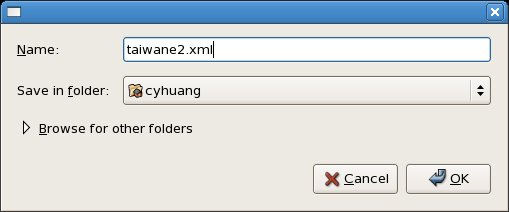 Name: taiwane2.xml
Save in folder: cyhuang
Browse for other folders
Cancel OK